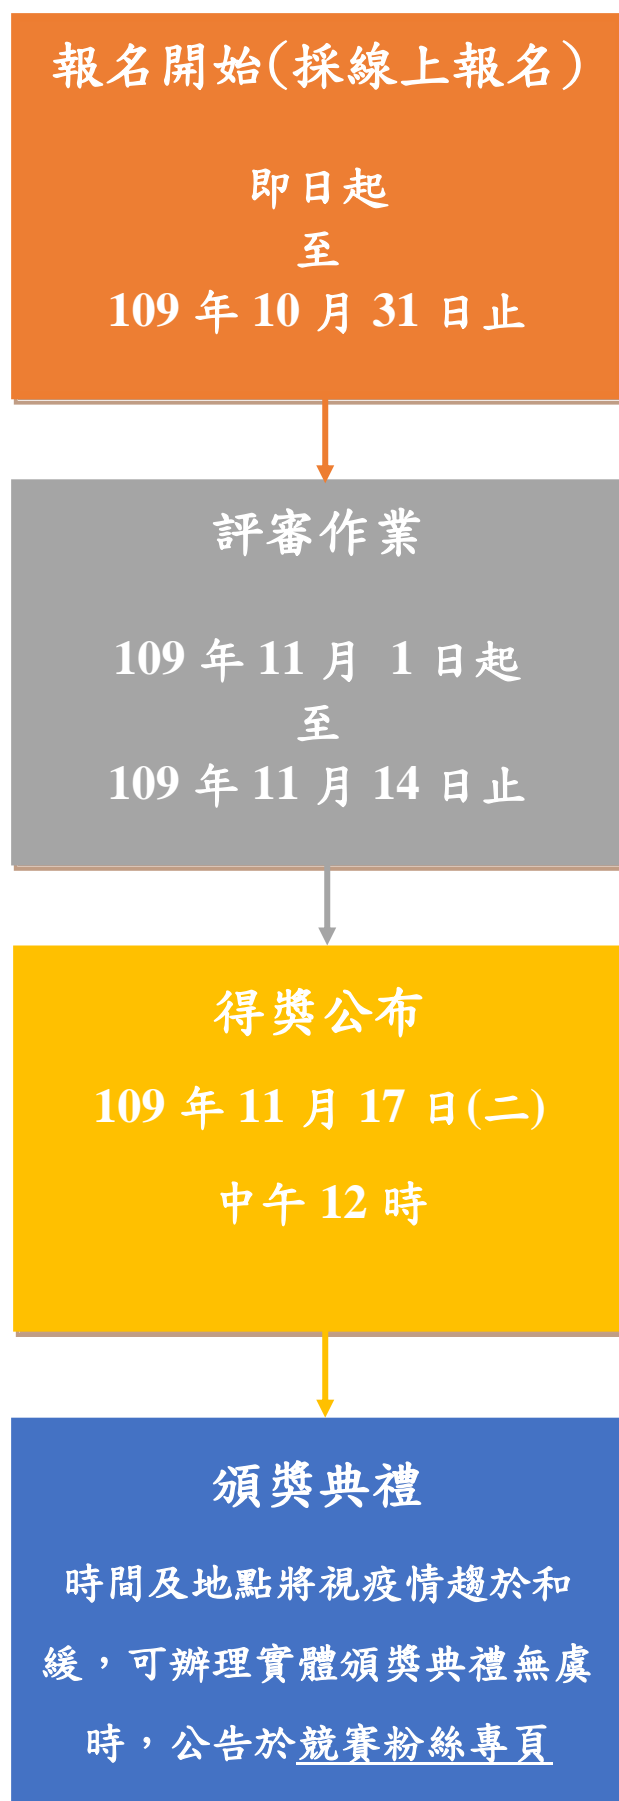 報名開始(採線上報名)
即日起
至
109 年 10 月 31 日止
評審作業
109 年 11 月 1 日起
至
109 年 11 月 14 日止
得獎公布
109 年 11 月 17 日(二)
中午 12 時
頒獎典禮
時間及地點將視疫情趨於和
緩，可辦理實體頒獎典禮無虞
時，公告於競賽粉絲專頁